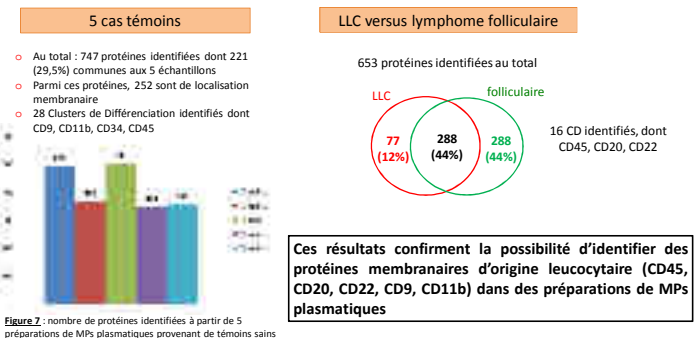 5 cas témoins
o Au total : 747 protéines identifiées dont 221
(29,5%) communes aux 5 échantillons
o Parmi ces protéines, 252 sont de localisation
membranaire
o 28 Clusters de Différenciation identifiés dont
CD9, CD11b, CD34, CD45
Figure 7 : nombre de protéines identifiées à partir de 5
préparations de MPs plasmatiques provenant de témoins sains
LLC versus lymphome folliculaire
653 protéines identifiées au total
LLC
folliculaire
77
(12%)
288
(44%)
288
(44%)
16 CD identifiés, dont
CD45, CD20, CD22
Ces résultats confirment la possibilité d'identifier des
protéines membranaires d'origine leucocytaire (CD45,
CD20, CD22, CD9, CD11b) dans des préparations de MPs
plasmatiques